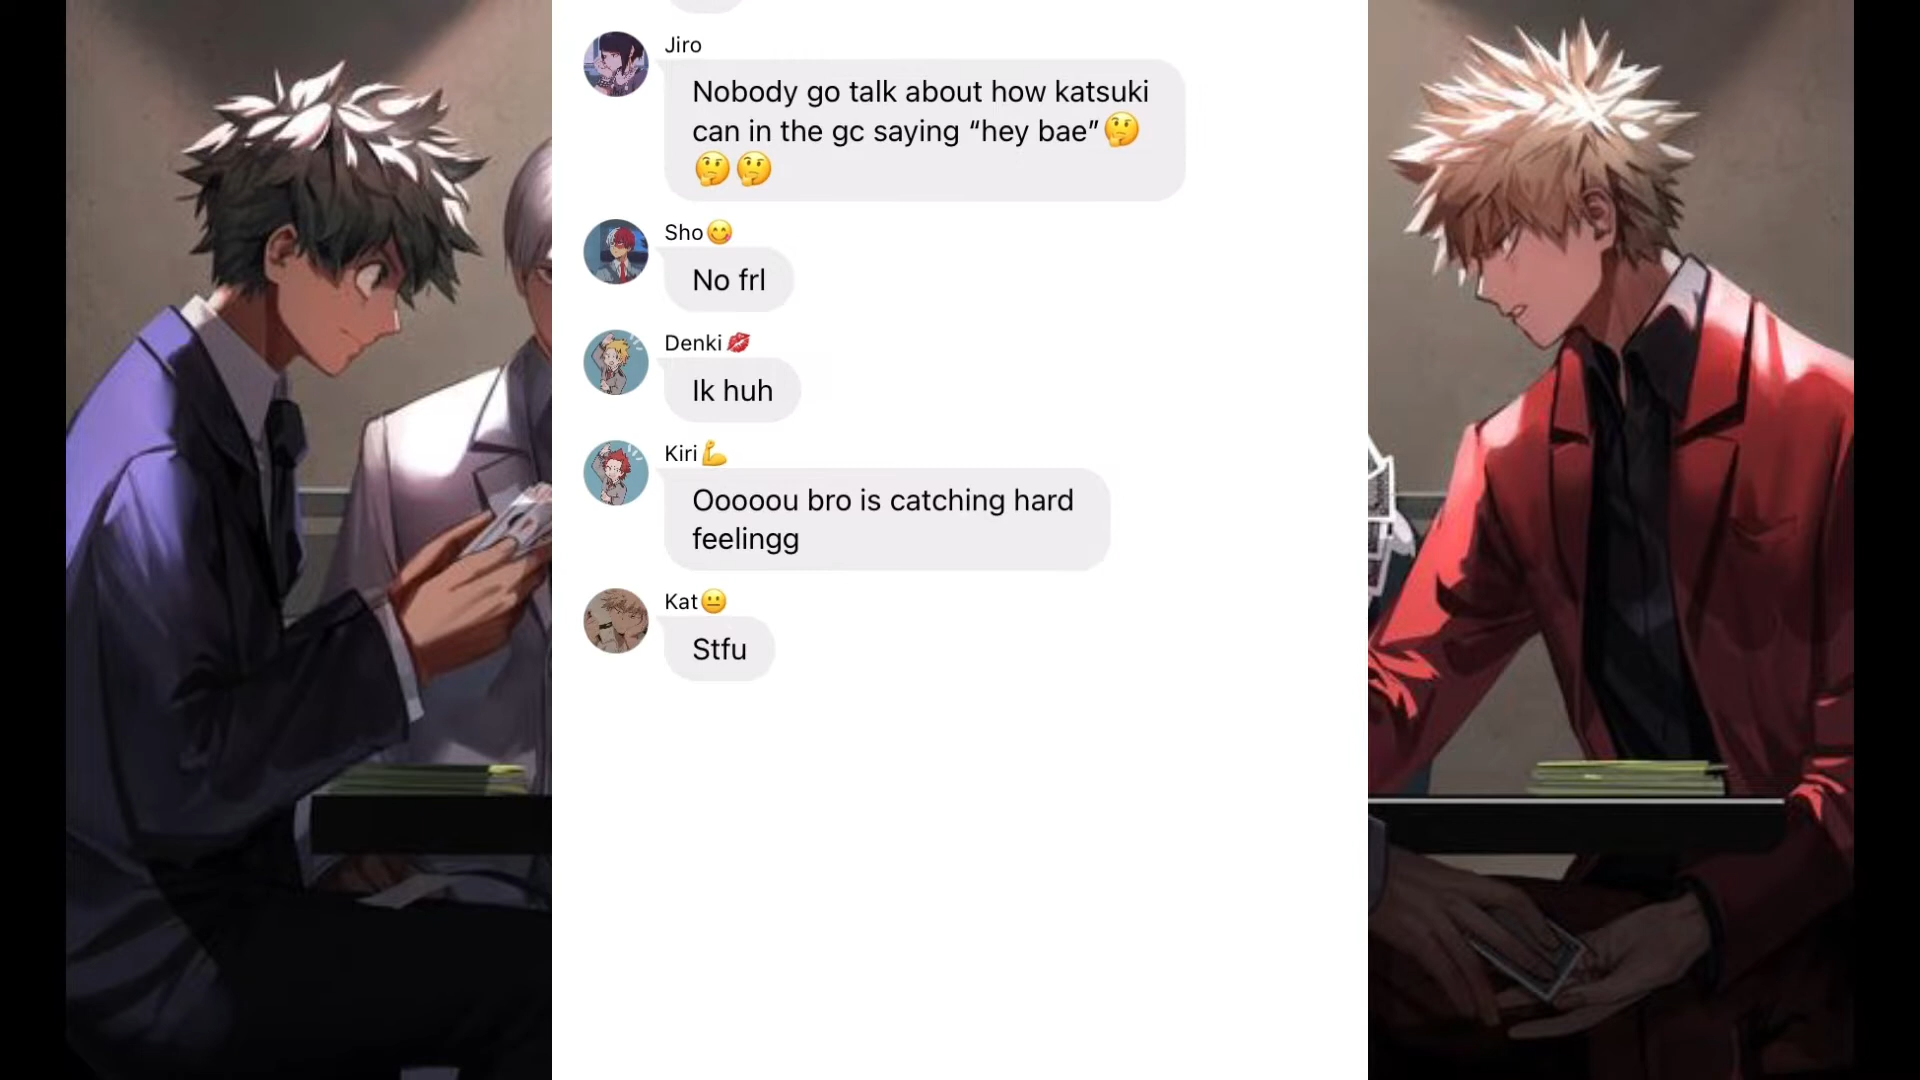 Jiro
Nobody go talk about how katsuki
can in the gc saying “hey bae”🤔
🤔🤔
Sho😋
No frl
Denki💋
Ik huh
Kiri💪
Ooooou bro is catching hard
feelingg
Kat😐
Stfu